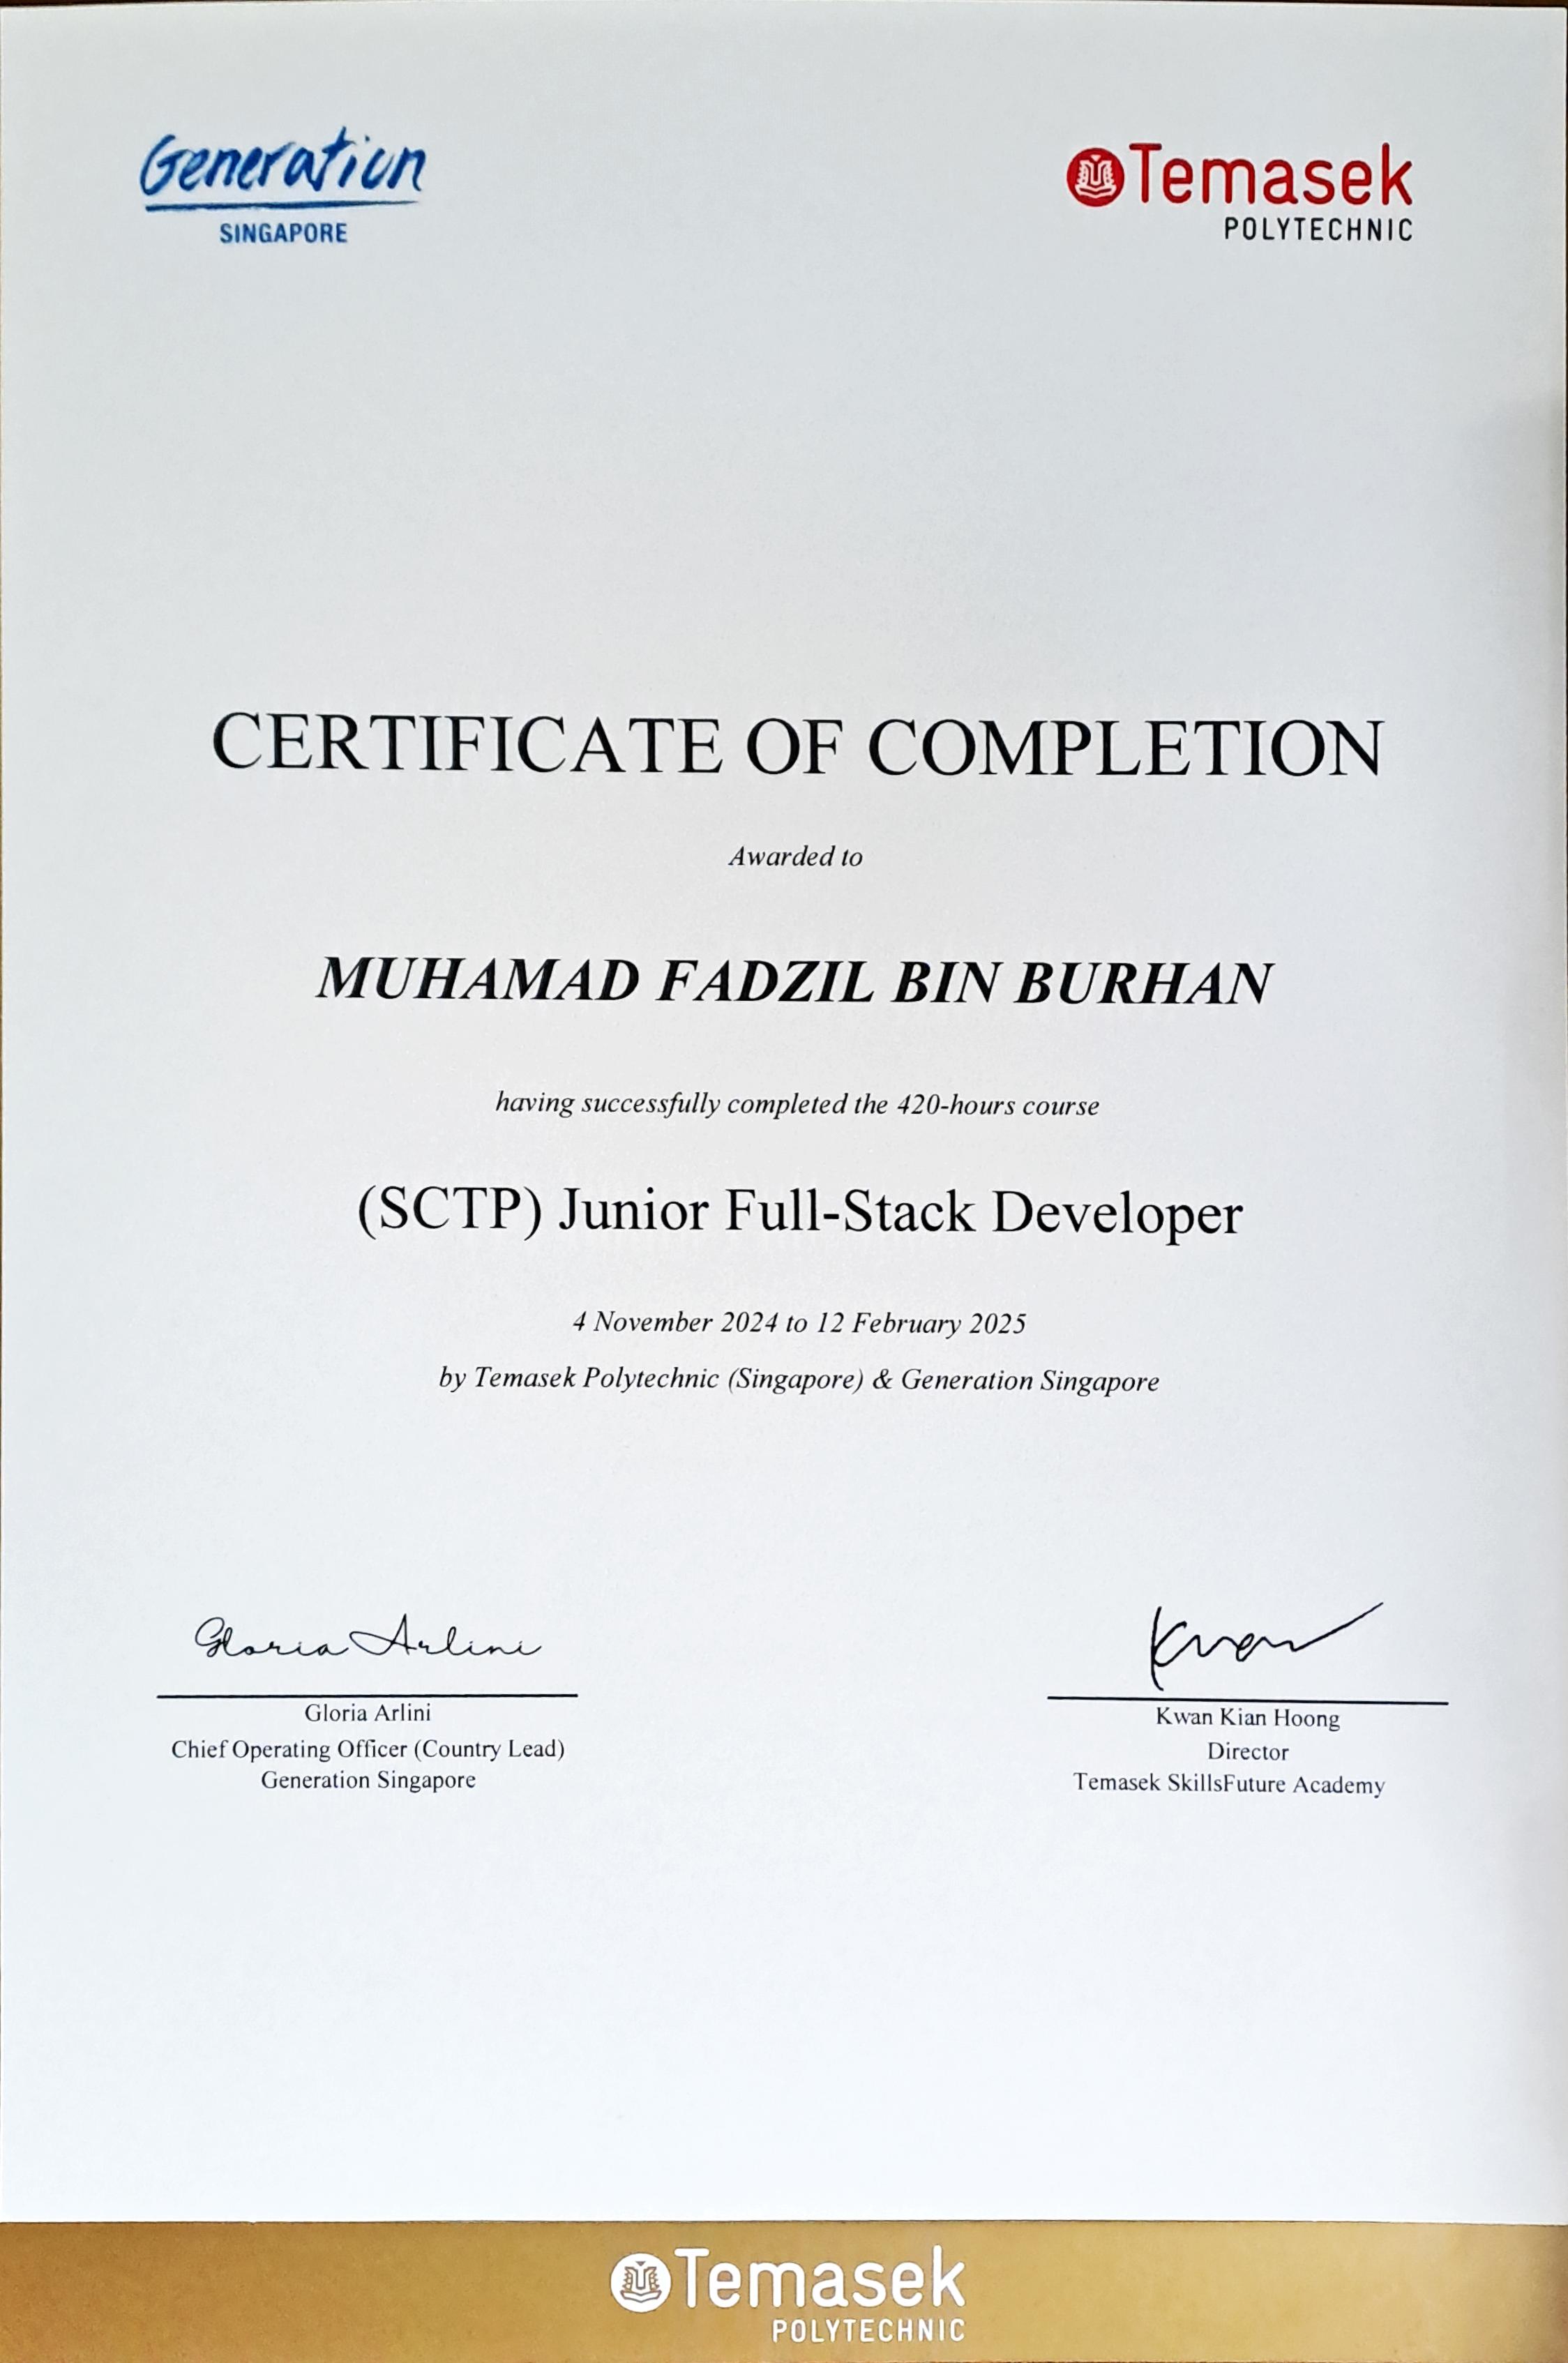 Generation
SINGAPORE
Temasek
POLYTECHNIC
CERTIFICATE OF COMPLETION
Awarded to
MUHAMAD FADZIL BIN BURHAN
having successfully completed the 420-hours course
(SCTP) Junior Full-Stack Developer
4 November 2024 to 12 February 2025
by Temasek Polytechnic (Singapore) & Generation Singapore
Gloria Arlini
Gloria Arlini
Chief Operating Officer (Country Lead)
Generation Singapore
Kwan
Kwan Kian Hoong
Director
Temasek SkillsFuture Academy
Temasek
POLYTECHNIC